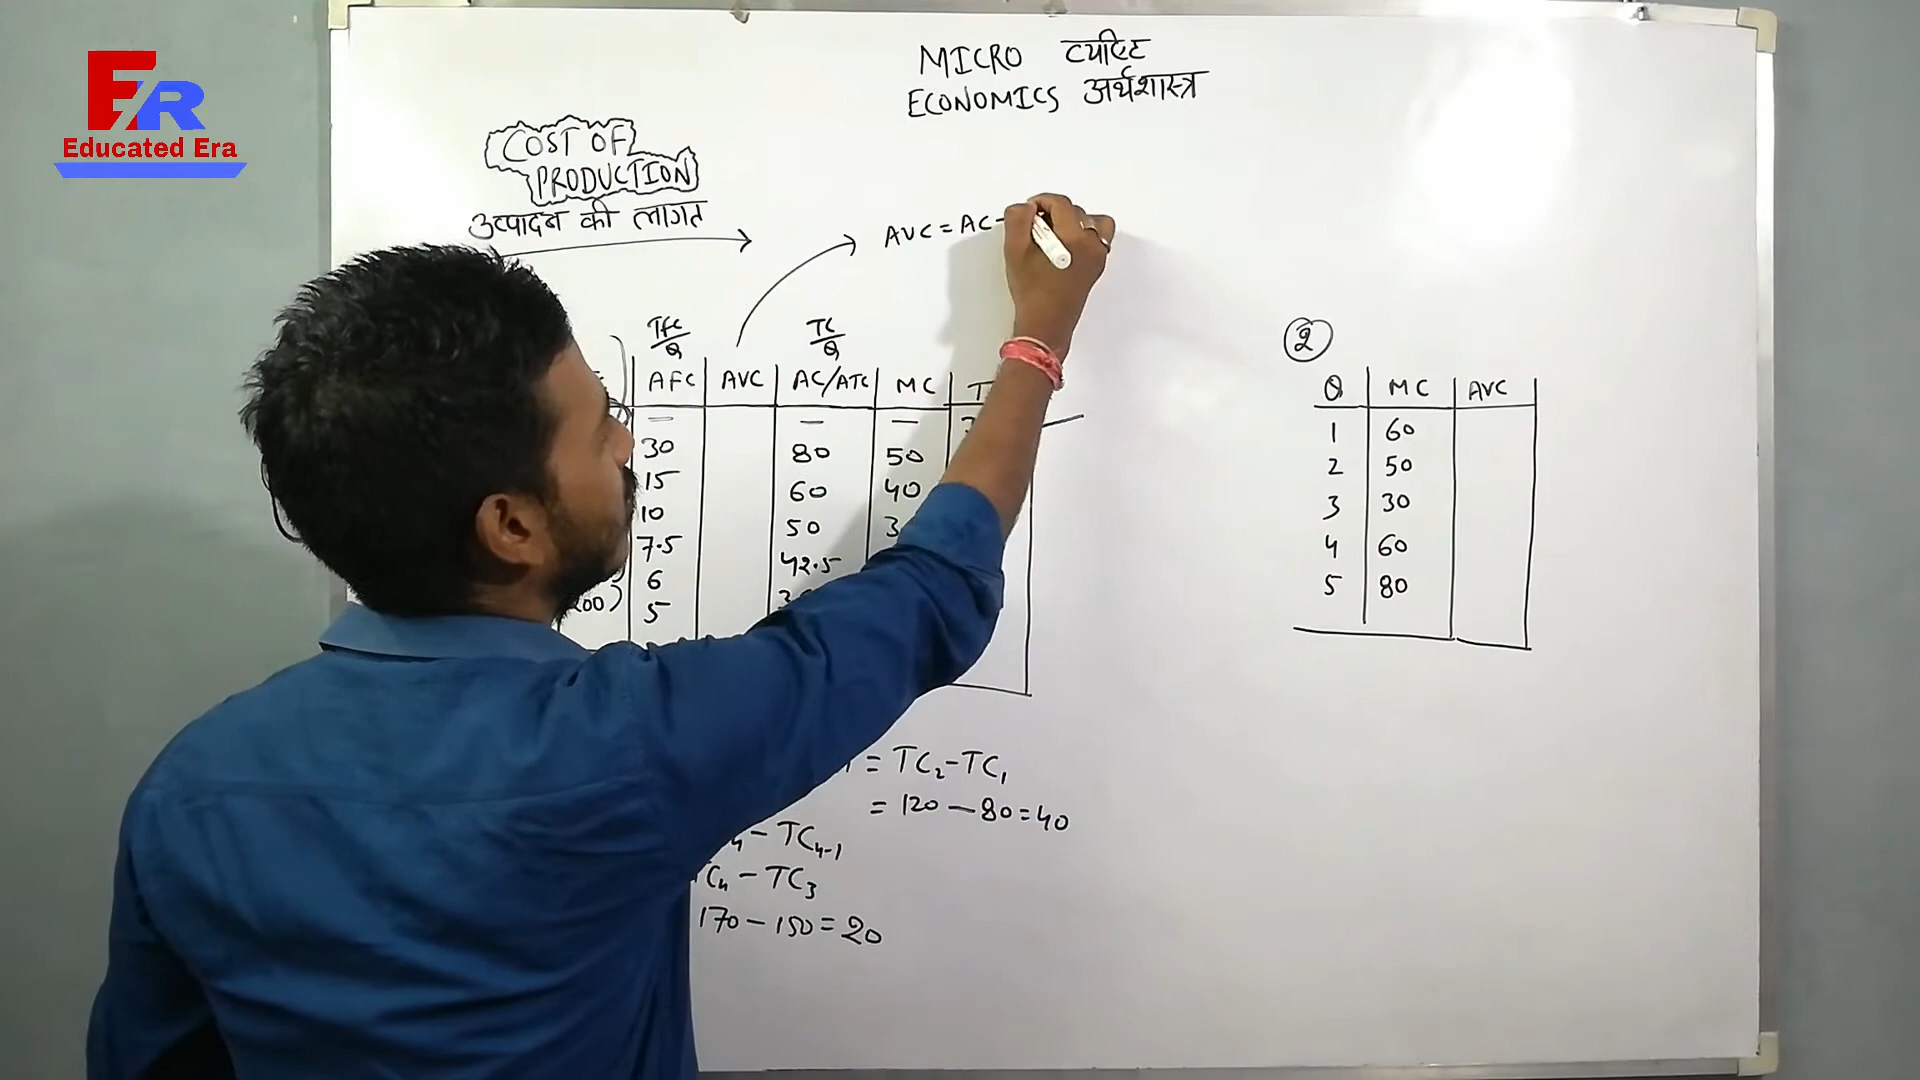 Educated Era
MICRO व्यष्टि
ECONOMICS अर्थशास्त्र
COST OF
PRODUCTION
उत्पादन की लागत
AVC = AC -
TFC/Q TC/Q
AFC AVC AC/ATC MC
— — —
30 80 50
15 60 40
10 50
7.5 42.5
6
200) 5
= TC₂-TC₁
= 120 - 80 = 40
- TCₙ₋₁
- TC₃
170 - 150 = 20
2
Q MC AVC
1 60
2 50
3 30
4 60
5 80